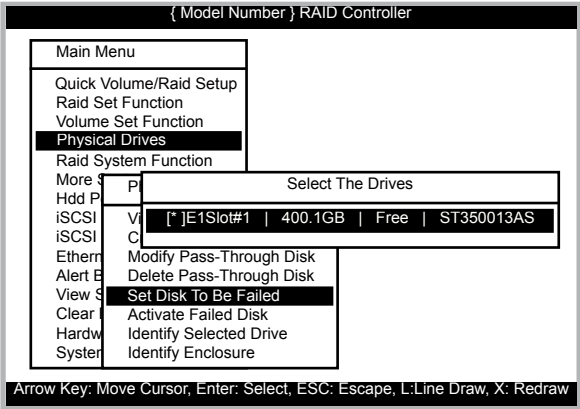 { Model Number } RAID Controller
Main Menu
Quick Volume/Raid Setup
Raid Set Function
Volume Set Function
Physical Drives
Raid System Function
More
Hdd P
iSCSI
iSCSI
Ethern
Alert B
View S
Clear
Hardw
System
Select The Drives
[* ]E1Slot#1 | 400.1GB | Free | ST350013AS
P
Vi
C
Modify Pass-Through Disk
Delete Pass-Through Disk
Set Disk To Be Failed
Activate Failed Disk
Identify Selected Drive
Identify Enclosure
Arrow Key: Move Cursor, Enter: Select, ESC: Escape, L:Line Draw, X: Redraw